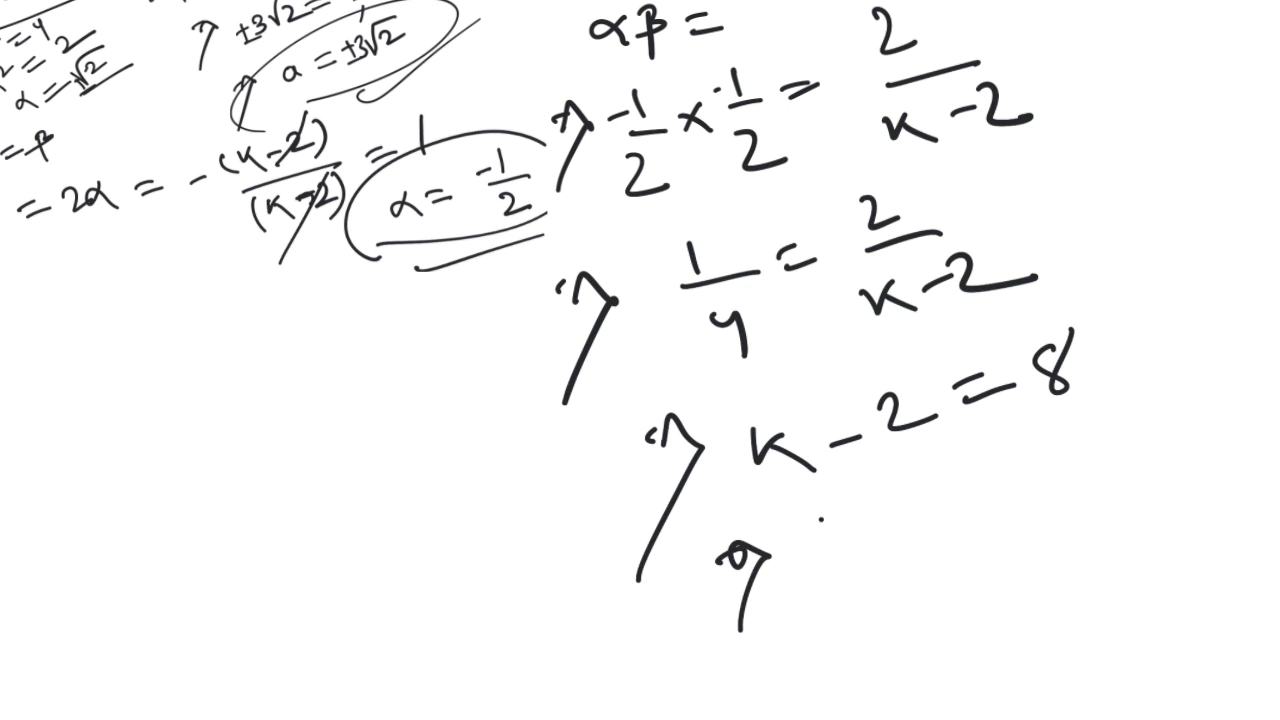 = 4
±3√2 =
² = 2
a = ±3√2
α = √2
= β
= 2α = -(k-2)/(k-2) = 1
α = -1/2
αβ = 2/(k-2)
⇒ -1/2 × -1/2 =
⇒ 1/4 = 2/(k-2)
⇒ k - 2 = 8